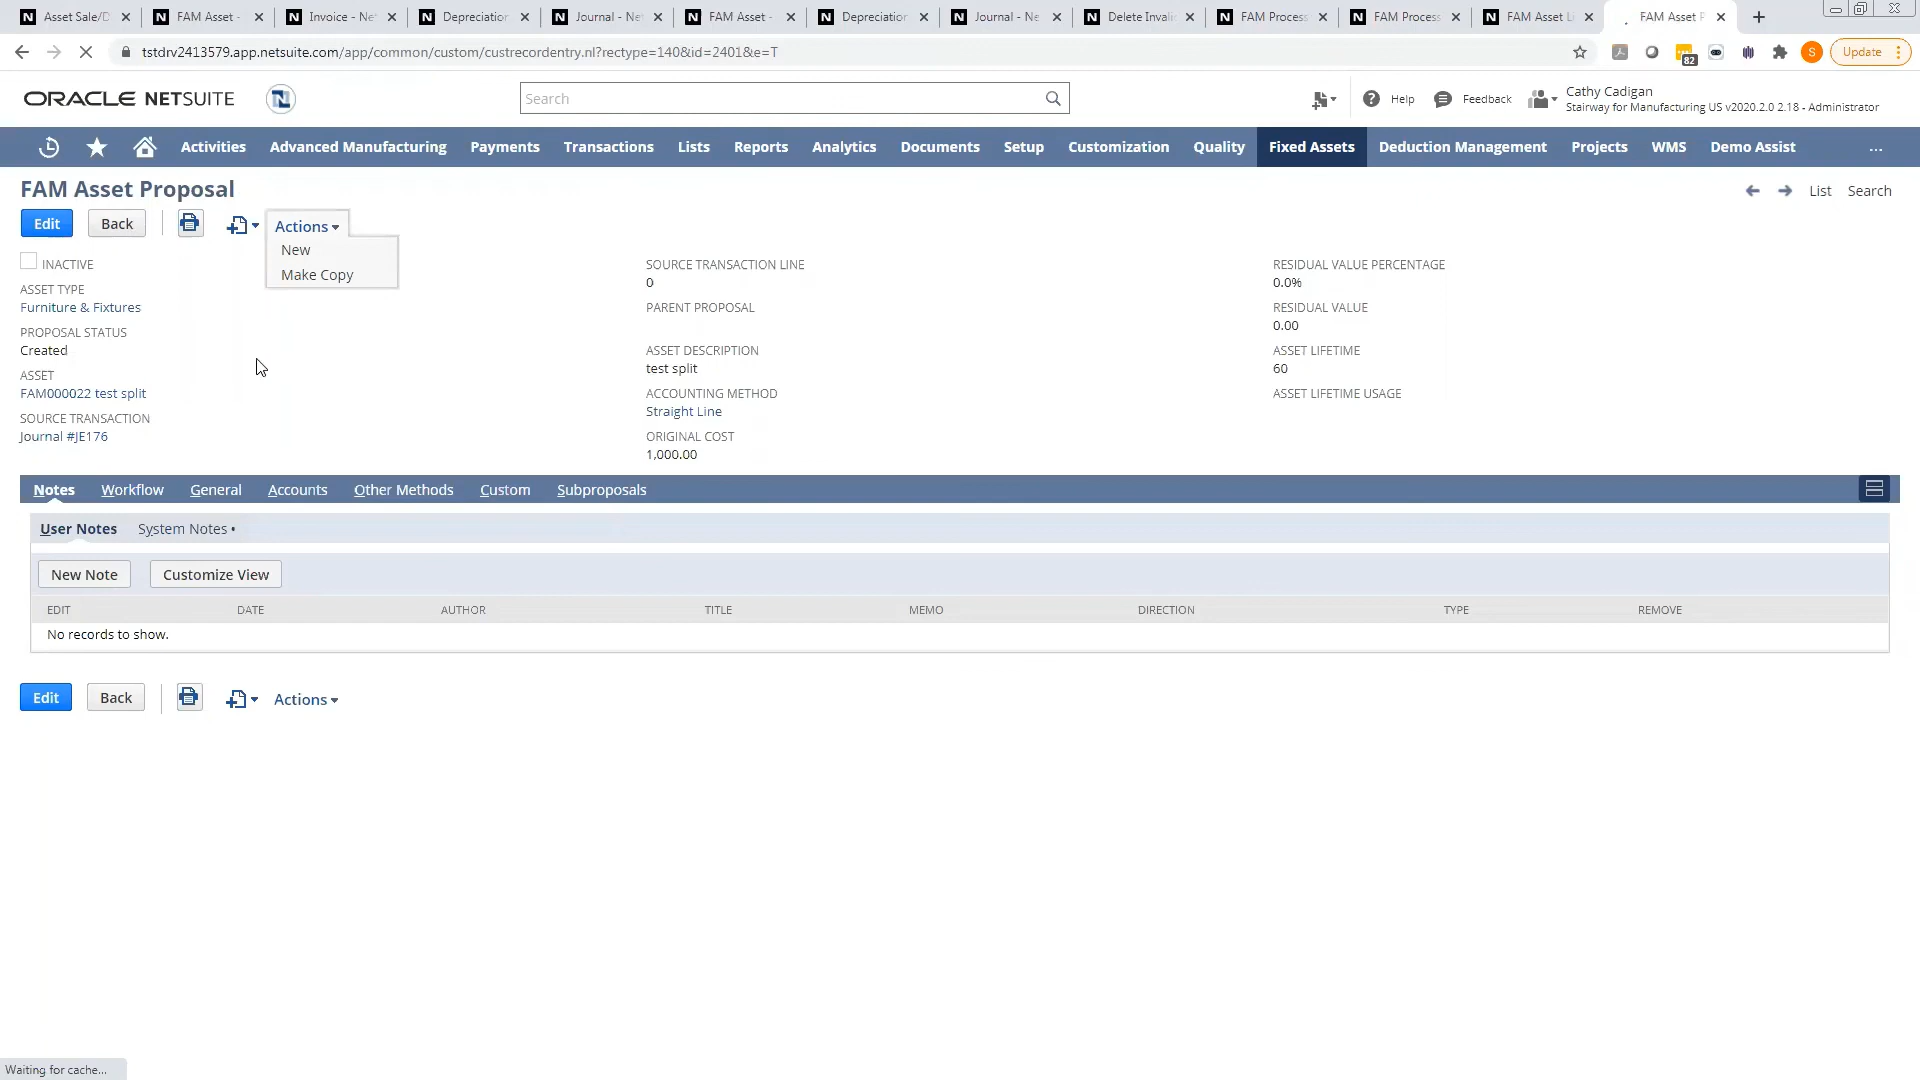 Asset Sale/D
FAM Asset -
Invoice - Ne
Depreciation
Journal - Ne
FAM Asset -
Depreciation
Journal - Ne
Delete Invali
FAM Process
FAM Process
FAM Asset L
FAM Asset P
tstdrv2413579.app.netsuite.com/app/common/custom/custrecordentry.nl?rectype=140&id=2401&e=T
82
S
Update
ORACLE NETSUITE
N
Search
Help
Feedback
Cathy Cadigan
Stairway for Manufacturing US v2020.2.0 2.18 - Administrator
Activities Advanced Manufacturing Payments Transactions Lists Reports Analytics Documents Setup Customization Quality Fixed Assets Deduction Management Projects WMS Demo Assist ...
FAM Asset Proposal
List Search
Edit Back Actions
New
Make Copy
INACTIVE
ASSET TYPE
Furniture & Fixtures
PROPOSAL STATUS
Created
ASSET
FAM000022 test split
SOURCE TRANSACTION
Journal #JE176
SOURCE TRANSACTION LINE
0
PARENT PROPOSAL
ASSET DESCRIPTION
test split
ACCOUNTING METHOD
Straight Line
ORIGINAL COST
1,000.00
RESIDUAL VALUE PERCENTAGE
0.0%
RESIDUAL VALUE
0.00
ASSET LIFETIME
60
ASSET LIFETIME USAGE
Notes Workflow General Accounts Other Methods Custom Subproposals
User Notes System Notes •
New Note Customize View
EDIT DATE AUTHOR TITLE MEMO DIRECTION TYPE REMOVE
No records to show.
Edit Back Actions
Waiting for cache...